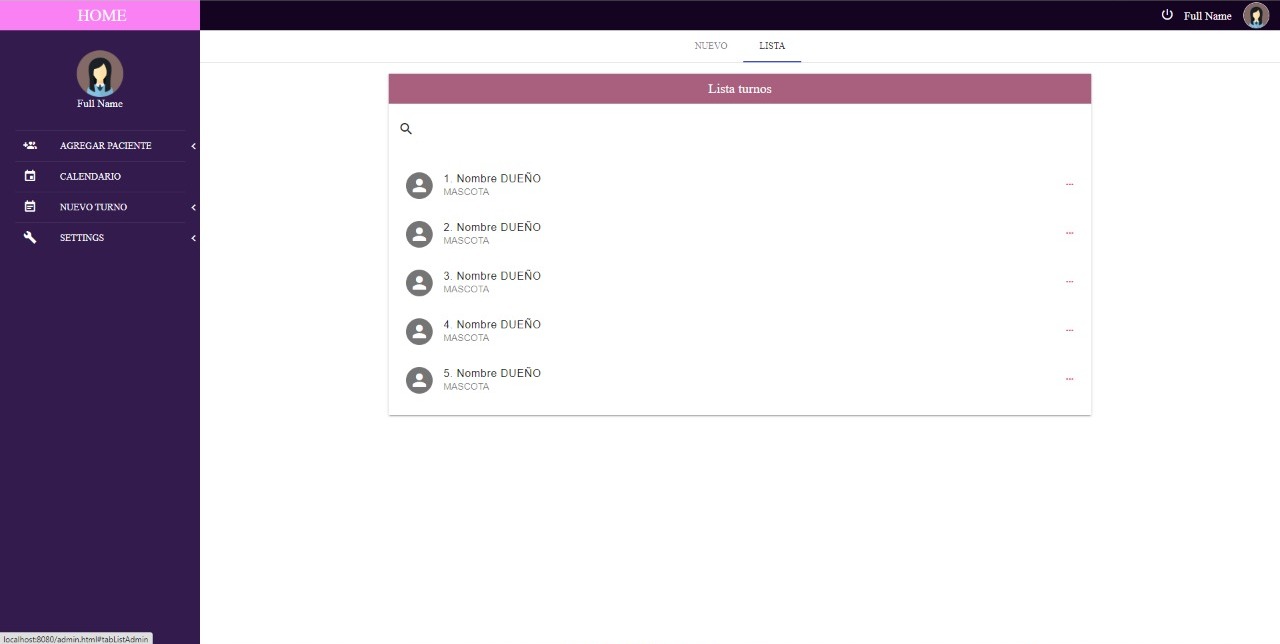 HOME
Full Name
Full Name
AGREGAR PACIENTE
CALENDARIO
NUEVO TURNO
SETTINGS
NUEVO
LISTA
Lista turnos
1. Nombre DUEÑO
MASCOTA
2. Nombre DUEÑO
MASCOTA
3. Nombre DUEÑO
MASCOTA
4. Nombre DUEÑO
MASCOTA
5. Nombre DUEÑO
MASCOTA
localhost:8080/admin.html#tabListAdmin